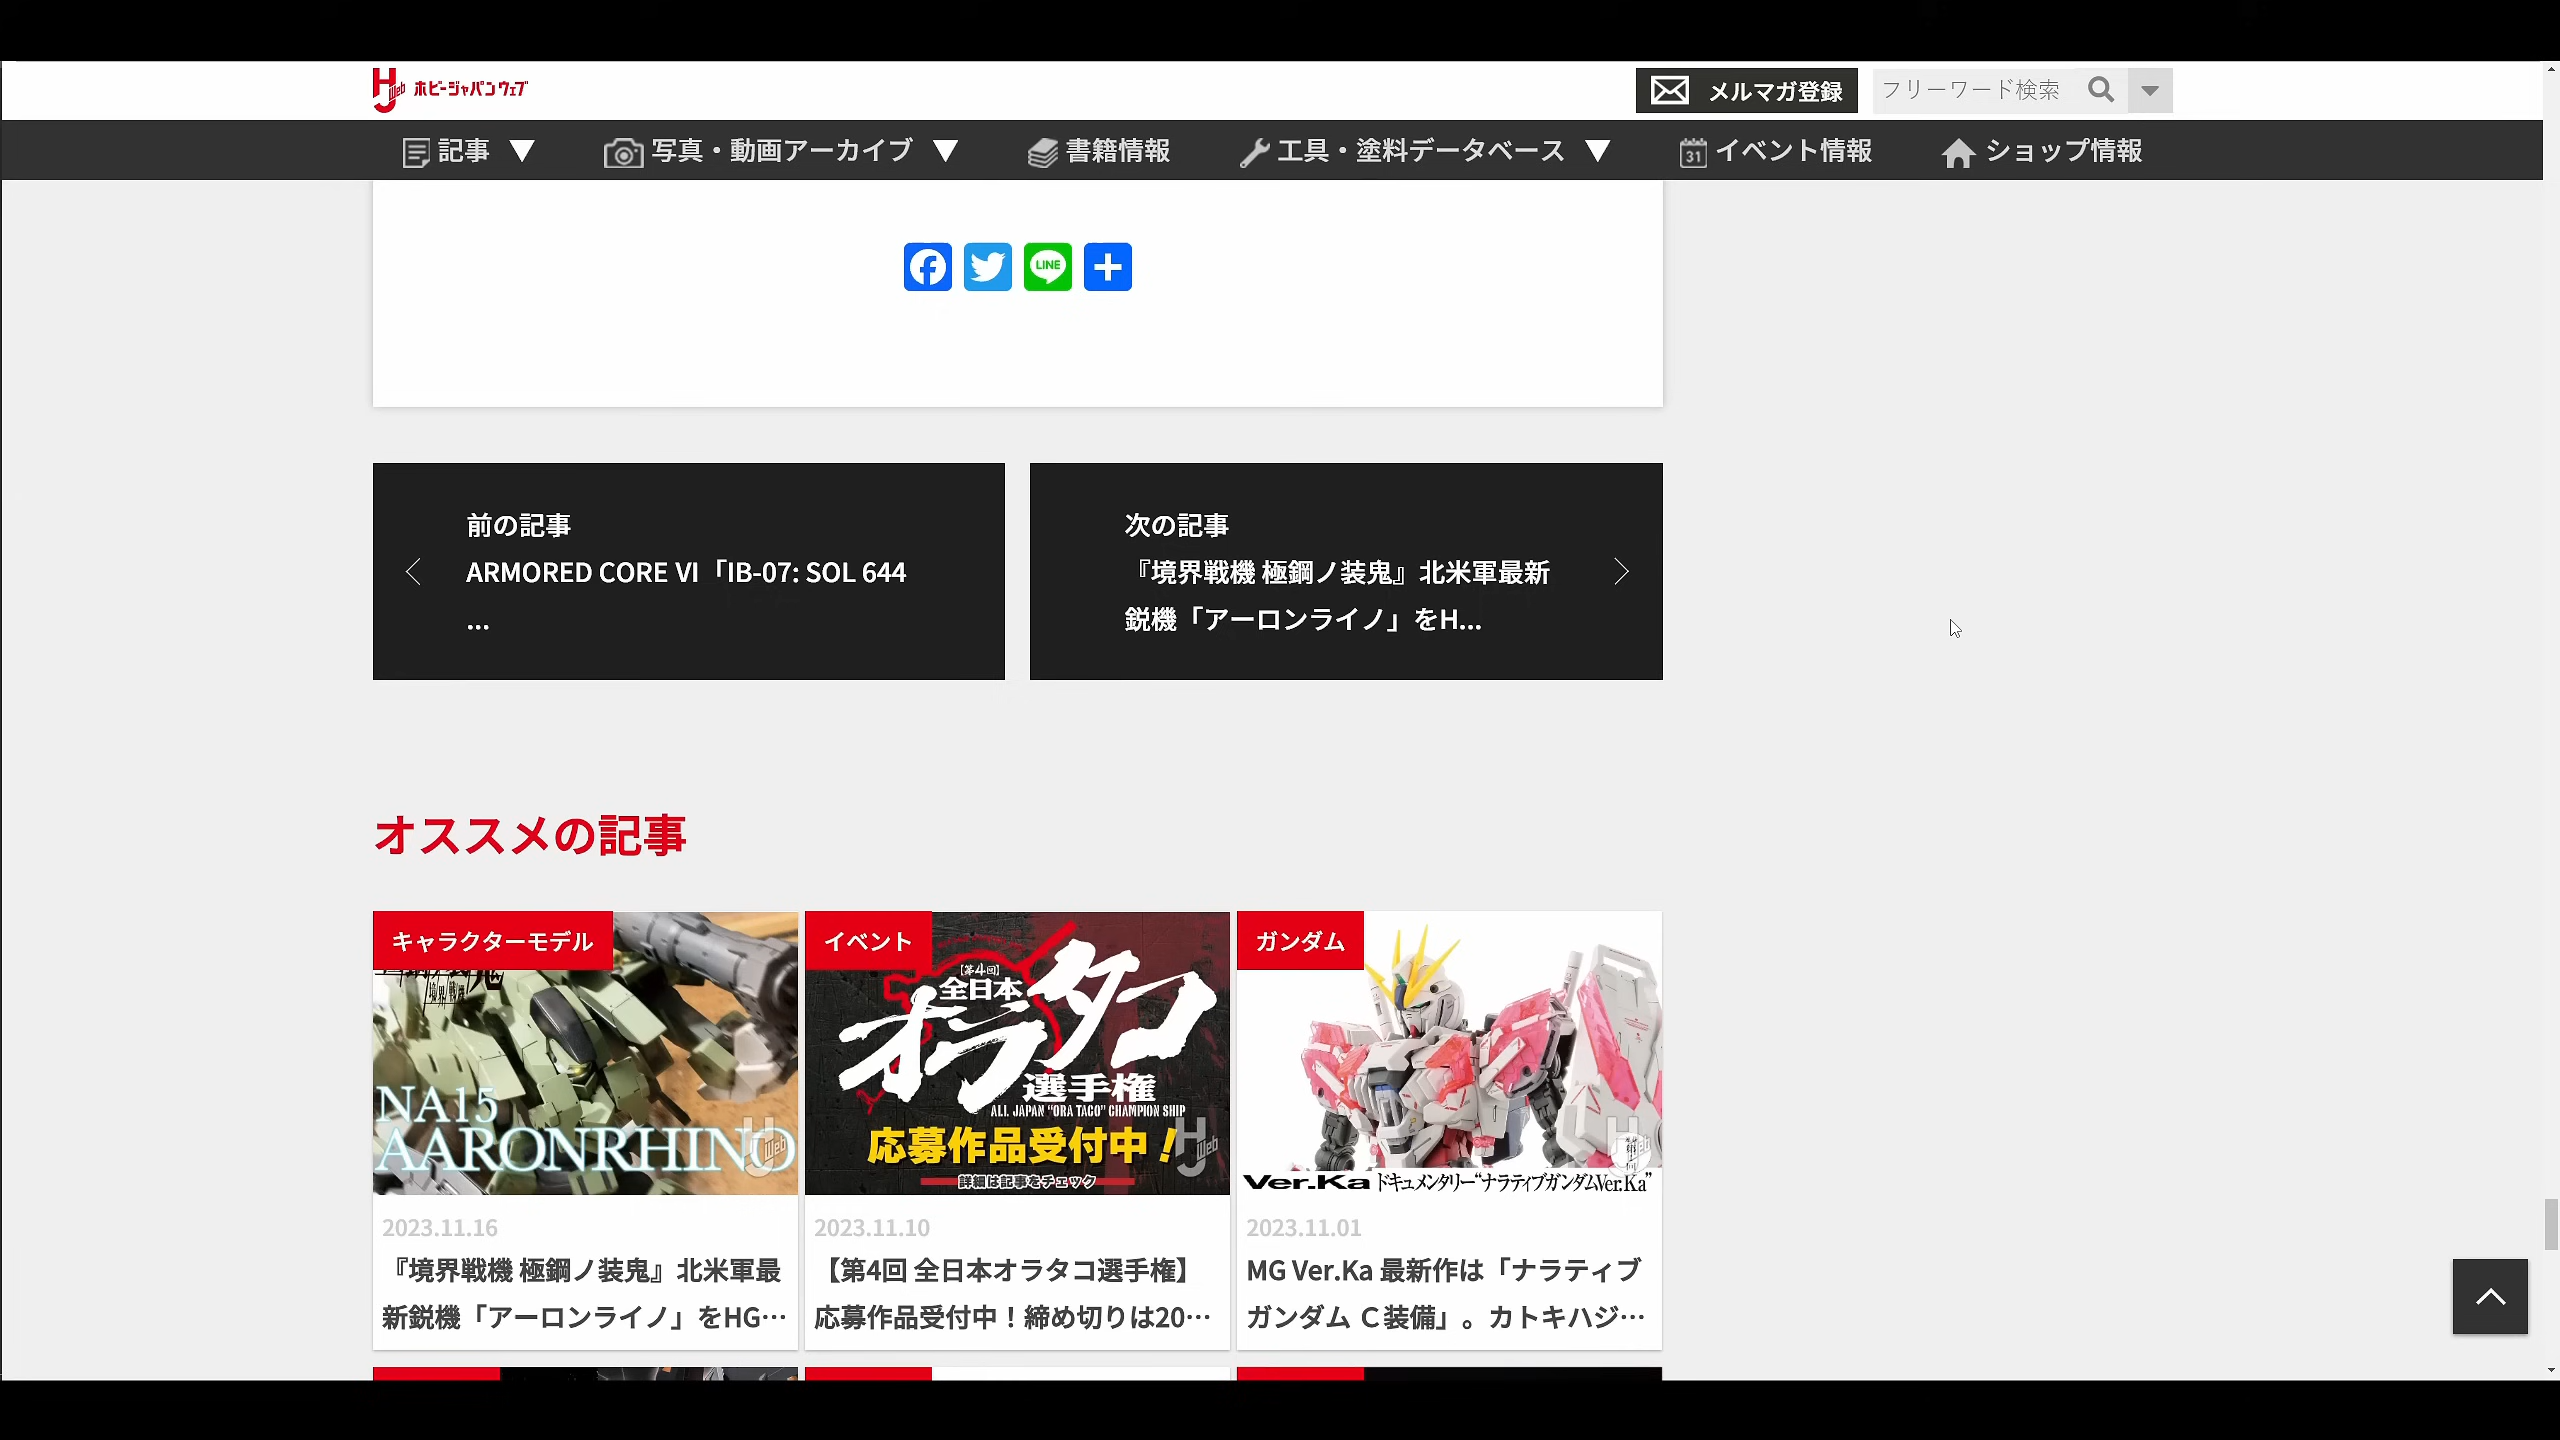 HJ Web ホビージャパンウェブ
メルマガ登録
フリーワード検索
記事 ▼
写真・動画アーカイブ ▼
書籍情報
工具・塗料データベース ▼
31 イベント情報
ショップ情報
LINE
前の記事
ARMORED CORE VI「IB-07: SOL 644
...
次の記事
『境界戦機 極鋼ノ装鬼』北米軍最新
鋭機「アーロンライノ」をH...
オススメの記事
キャラクターモデル
境界戦機
NA15
AARONRHINO
HJ Web
2023.11.16
『境界戦機 極鋼ノ装鬼』北米軍最
新鋭機「アーロンライノ」をHG…
イベント
[第4回]
全日本
オラタコ
選手権
ALL JAPAN "ORA TACO" CHAMPION SHIP
応募作品受付中！
詳細は記事をチェック
HJ Web
2023.11.10
【第4回 全日本オラタコ選手権】
応募作品受付中！締め切りは20…
ガンダム
Ver.Ka ドキュメンタリー“ナラティブガンダムVer.Ka”
2023.11.01
MG Ver.Ka 最新作は「ナラティブ
ガンダム Ｃ装備」。カトキハジ…